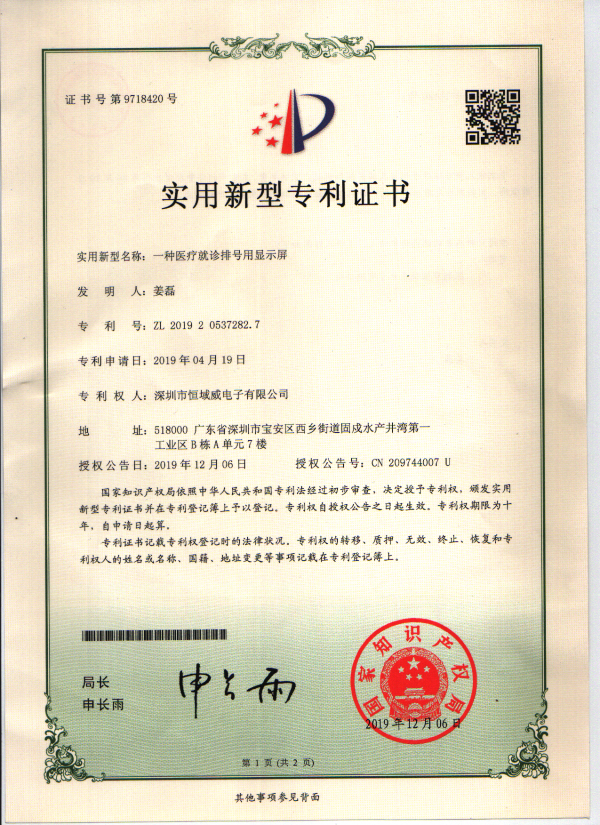 证书号第9718420号
实用新型专利证书
实用新型名称：一种医疗就诊排号用显示屏
发明人：姜磊
专利号：ZL 2019 2 0537282.7
专利申请日：2019年04月19日
专利权人：深圳市恒域威电子有限公司
地址：518000 广东省深圳市宝安区西乡街道固戍水产井湾第一
工业区B栋A单元7楼
授权公告日：2019年12月06日 授权公告号：CN 209744007 U
国家知识产权局依照中华人民共和国专利法经过初步审查，决定授予专利权，颁发实用
新型专利证书并在专利登记簿上予以登记。专利权自授权公告之日起生效。专利权期限为十
年，自申请日起算。
专利证书记载专利权登记时的法律状况。专利权的转移、质押、无效、终止、恢复和专
利权人的姓名或名称、国籍、地址变更等事项记载在专利登记簿上。
局长
申长雨
申长雨
国家知识产权局
2019年12月06日
第1页(共2页)
其他事项参见背面